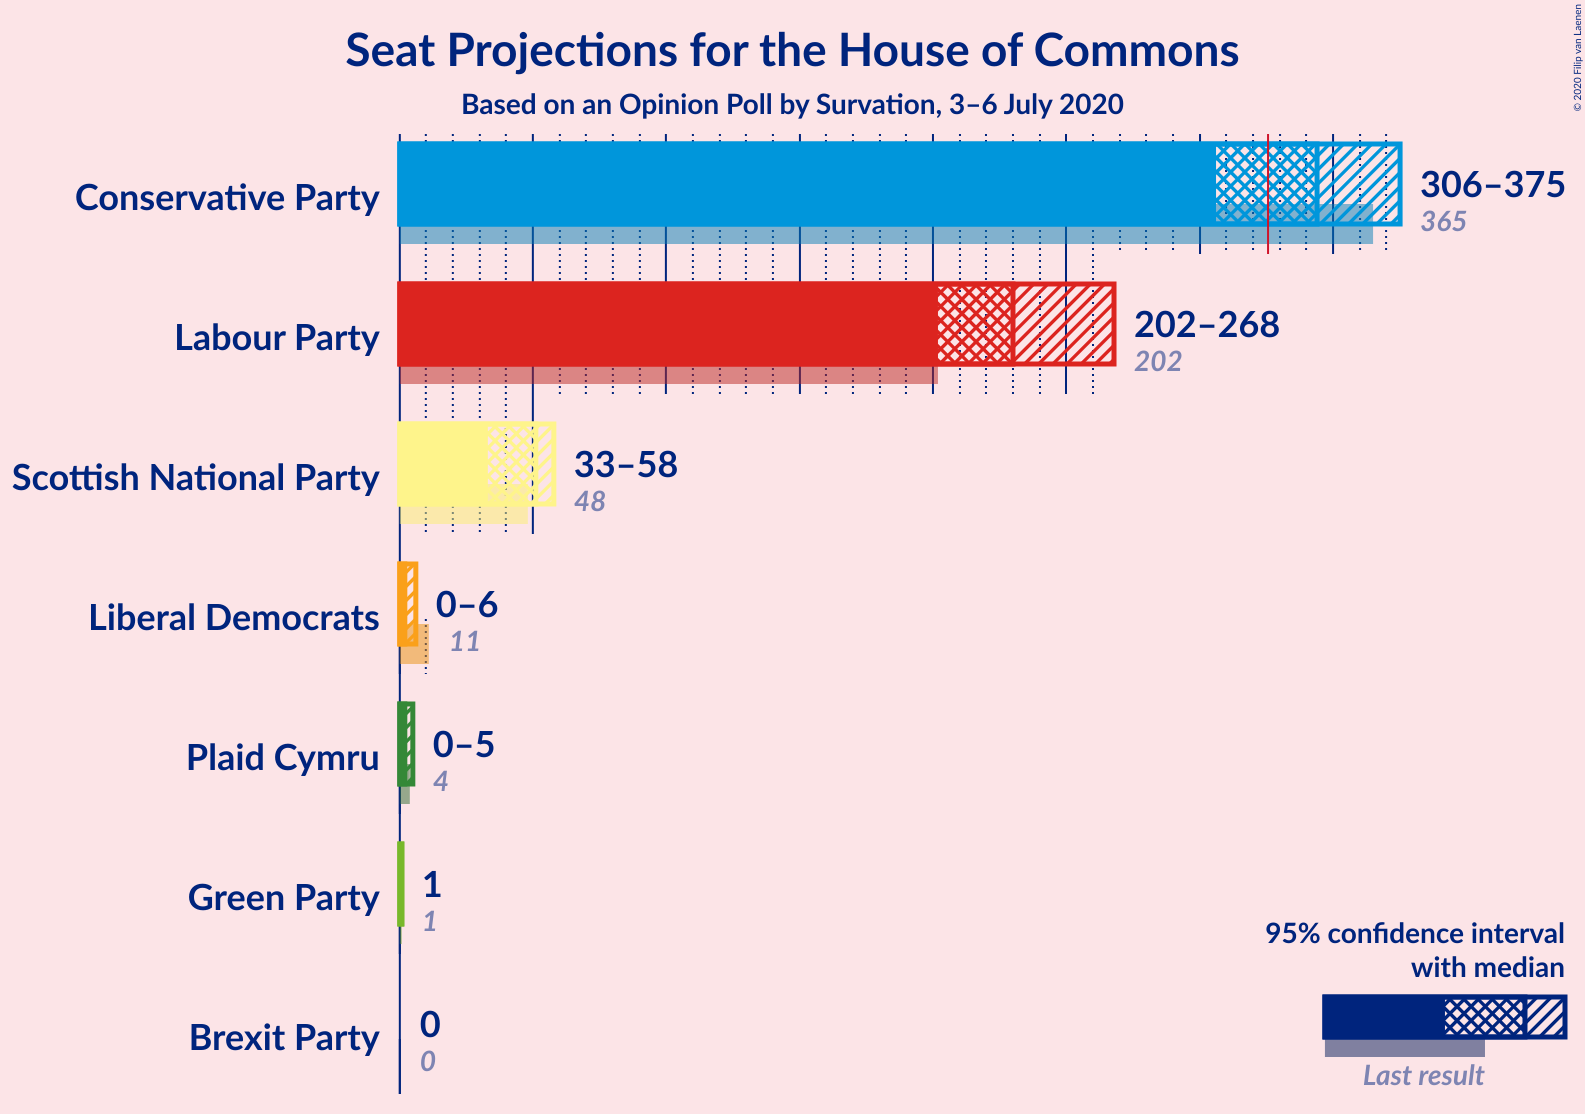 Seat Projections for the House of Commons
Based on an Opinion Poll by Survation, 3–6 July 2020
© 2020 Filip van Laenen
Conservative Party
306–375
365
Labour Party
202–268
202
Scottish National Party
33–58
48
Liberal Democrats
0–6
11
Plaid Cymru
0–5
4
Green Party
1
1
Brexit Party
0
0
95% confidence interval
with median
Last result